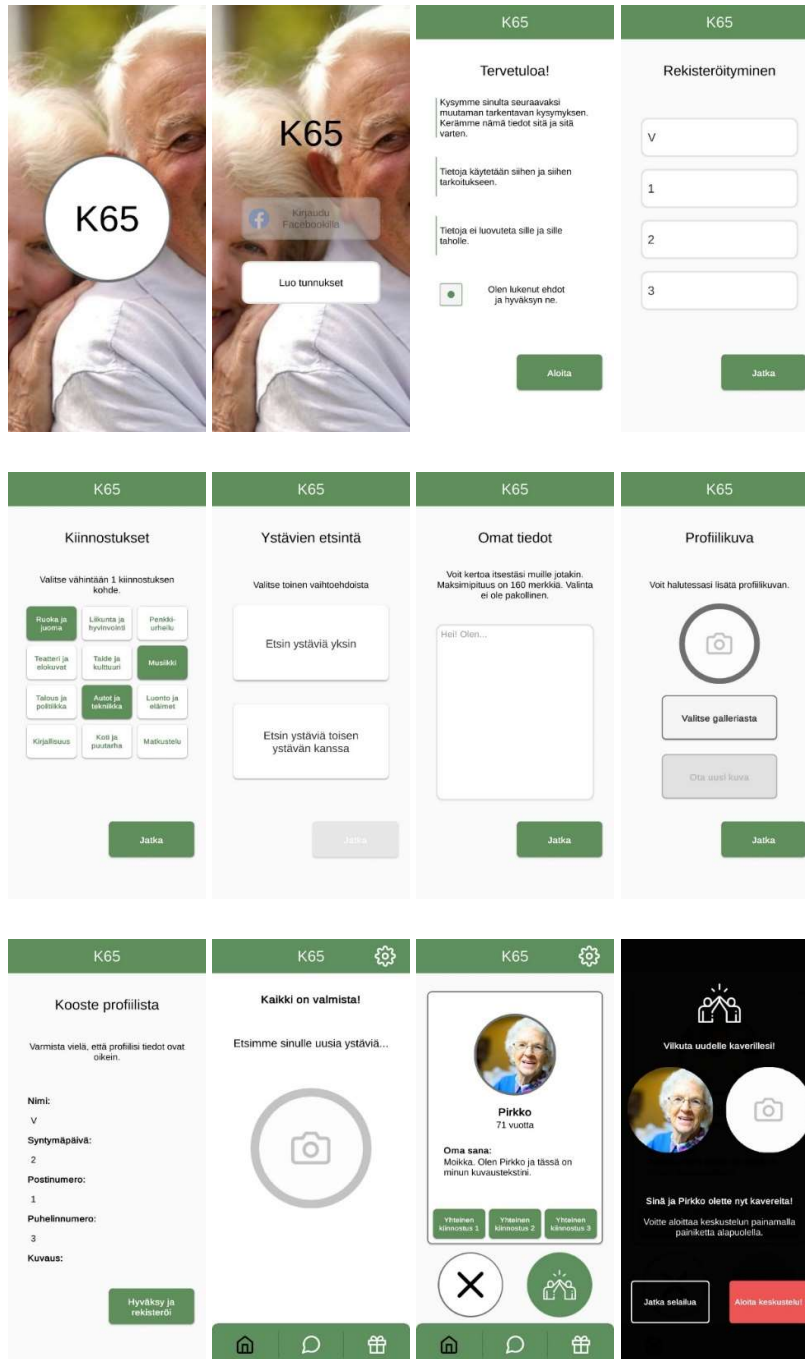 K65
K65
Kirjaudu
Facebookilla
Luo tunnukset
K65
Tervetuloa!
Kysymme sinulta seuraavaksi
muutaman tarkentavan kysymyksen.
Kerämme nämä tiedot sitä ja sitä
varten.
Tietoja käytetään siihen ja siihen
tarkoitukseen.
Tietoja ei luovuteta sille ja sille
taholle.
Olen lukenut ehdot
ja hyväksyn ne.
Aloita
K65
Rekisteröityminen
V
1
2
3
Jatka
K65
Kiinnostukset
Valitse vähintään 1 kiinnostuksen
kohde.
Ruoka ja
juoma
Liikunta ja
hyvinvointi
Penkki-
urheilu
Teatteri ja
elokuvat
Taide ja
kulttuuri
Musiikki
Talous ja
politiikka
Autot ja
tekniikka
Luonto ja
eläimet
Kirjallisuus
Koti ja
puutarha
Matkustelu
Jatka
K65
Ystävien etsintä
Valitse toinen vaihtoehdoista
Etsin ystäviä yksin
Etsin ystäviä toisen
ystävän kanssa
Jatka
K65
Omat tiedot
Voit kertoa itsestäsi muille jotakin.
Maksimipituus on 160 merkkiä. Valinta
ei ole pakollinen.
Hei! Olen...
Jatka
K65
Profiilikuva
Voit halutessasi lisätä profiilikuvan.
Valitse galleriasta
Ota uusi kuva
Jatka
K65
Kooste profiilista
Varmista vielä, että profiilisi tiedot ovat
oikein.
Nimi:
V
Syntymäpäivä:
2
Postinumero:
1
Puhelinnumero:
3
Kuvaus:
Hyväksy ja
rekisteröi
K65
Kaikki on valmista!
Etsimme sinulle uusia ystäviä...
K65
Pirkko
71 vuotta
Oma sana:
Moikka. Olen Pirkko ja tässä on
minun kuvaustekstini.
Yhteinen
kiinnostus 1
Yhteinen
kiinnostus 2
Yhteinen
kiinnostus 3
Vilkuta uudelle kaverillesi!
Sinä ja Pirkko olette nyt kavereita!
Voitte aloittaa keskustelun painamalla
painiketta alapuolella.
Jatka selailua
Aloita keskustelu!